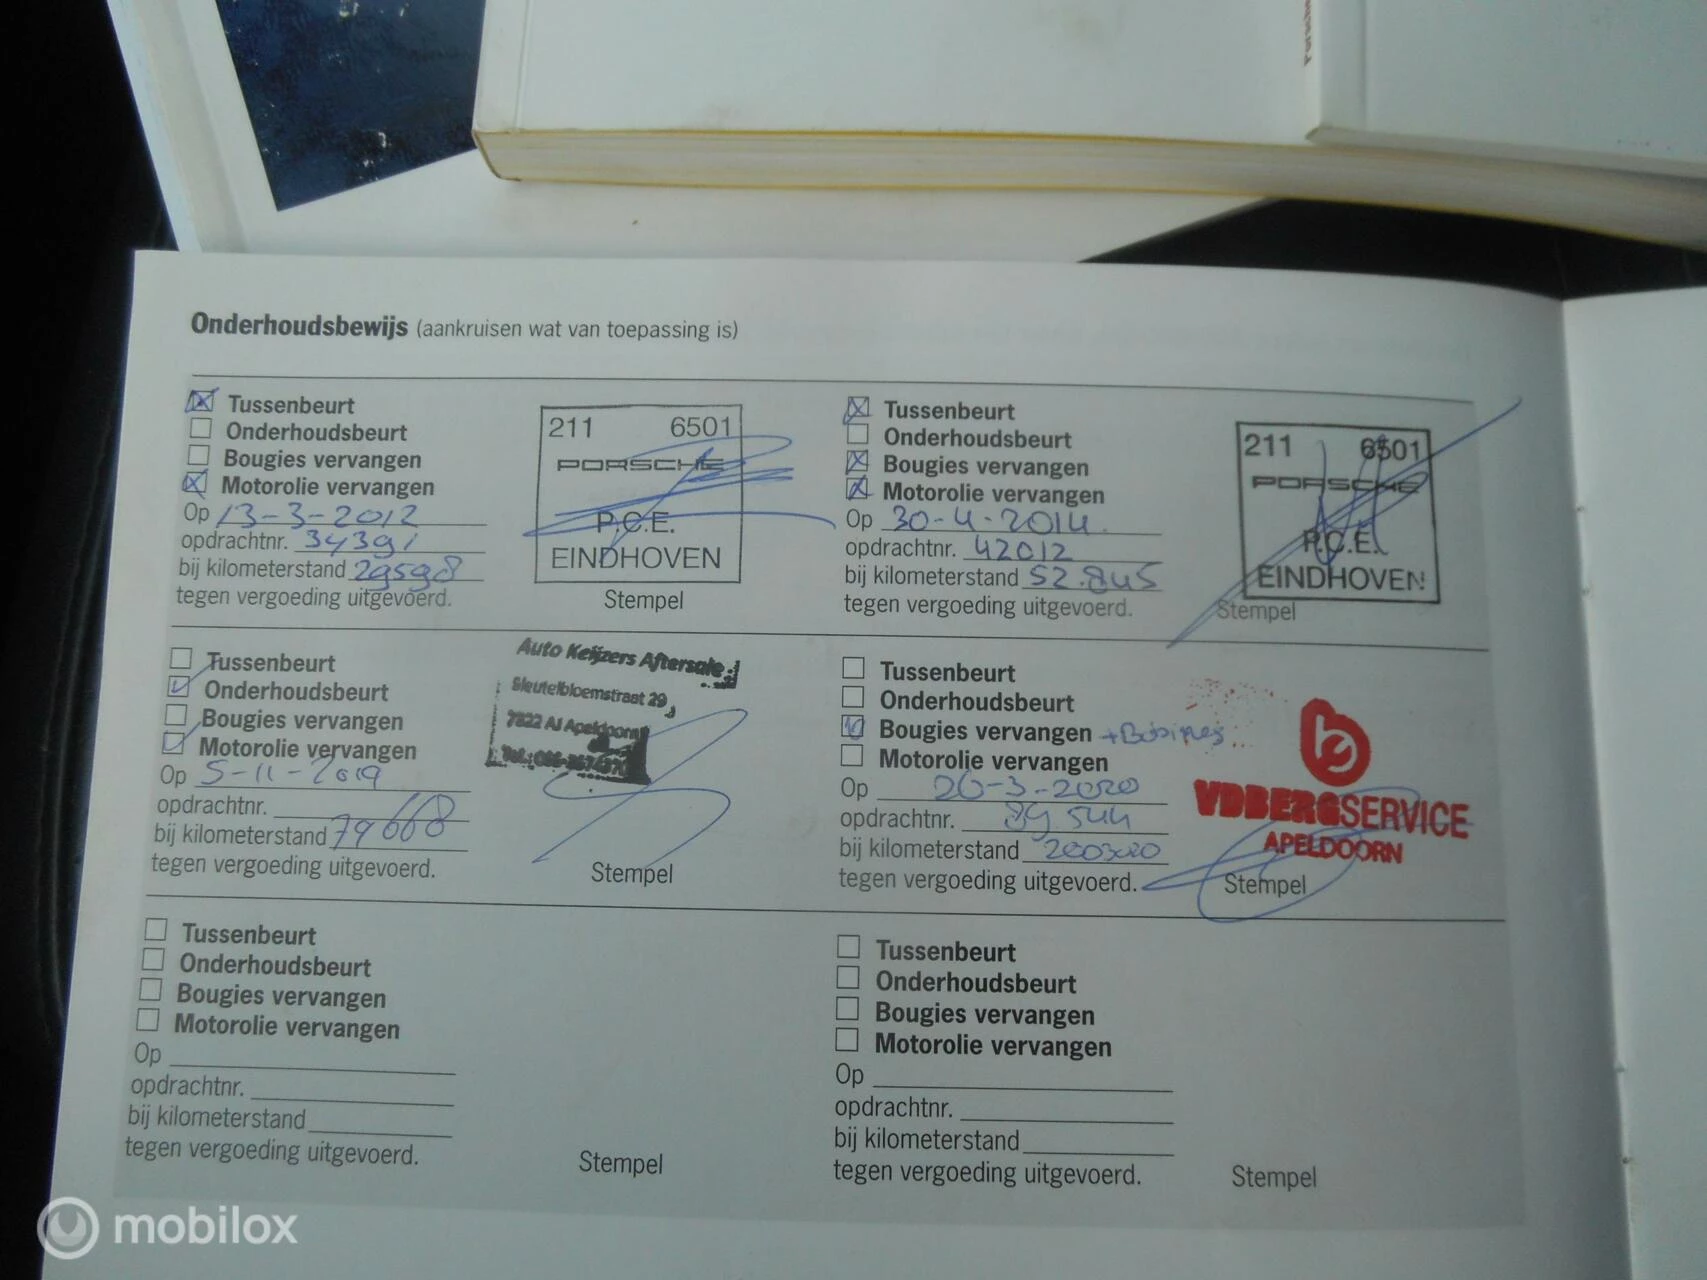 Onderhoudsbewijs (aankruisen wat van toepassing is)
Tussenbeurt
Onderhoudsbeurt
Bougies vervangen
Motorolie vervangen
Op 13-3-2012
opdrachtnr. 34391
bij kilometerstand 29598
tegen vergoeding uitgevoerd.
211 6501
PORSCHE
P.C.E.
EINDHOVEN
Stempel
Tussenbeurt
Onderhoudsbeurt
Bougies vervangen
Motorolie vervangen
Op 30-4-2014
opdrachtnr. 42012
bij kilometerstand 52.845
tegen vergoeding uitgevoerd.
211 6501
PORSCHE
P.C.E.
EINDHOVEN
Stempel
Tussenbeurt
Onderhoudsbeurt
Bougies vervangen
Motorolie vervangen
Op 5-11-2019
opdrachtnr.
bij kilometerstand 79668
tegen vergoeding uitgevoerd.
Auto Keijzers Aftersale
Sleutelbloemstraat 29
7322 AJ Apeldoorn
Stempel
Tussenbeurt
Onderhoudsbeurt
Bougies vervangen + Bobines
Motorolie vervangen
Op 26-3-2020
opdrachtnr. 89544
bij kilometerstand 200320
tegen vergoeding uitgevoerd.
VDBERGSERVICE
APELDOORN
Stempel
Tussenbeurt
Onderhoudsbeurt
Bougies vervangen
Motorolie vervangen
Op
opdrachtnr.
bij kilometerstand
tegen vergoeding uitgevoerd.
Stempel
Tussenbeurt
Onderhoudsbeurt
Bougies vervangen
Motorolie vervangen
Op
opdrachtnr.
bij kilometerstand
tegen vergoeding uitgevoerd.
Stempel
mobilox